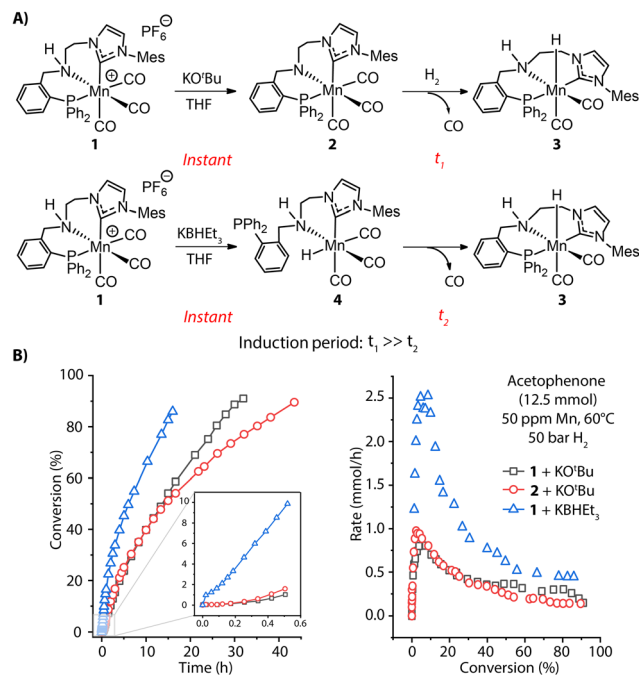 A)
PF6⊖
H
N
N
N
Mes
Mn
⊕
CO
CO
CO
P
Ph2
1
KOtBu
THF
Instant
N
N
N
Mes
Mn
CO
CO
CO
P
Ph2
2
H2
CO
t1
H
H
N
N
N
Mes
Mn
CO
CO
P
Ph2
3
PF6⊖
H
N
N
N
Mes
Mn
⊕
CO
CO
CO
P
Ph2
1
KBHEt3
THF
Instant
H
PPh2
N
N
N
Mes
H
Mn
CO
CO
CO
4
CO
t2
H
H
N
N
N
Mes
Mn
CO
CO
P
Ph2
3
Induction period: t1 >> t2
B)
Conversion (%)
100
80
60
40
20
0
0 10 20 30 40
Time (h)
10
8
6
4
2
0
0.0 0.2 0.4 0.6
Rate (mmol/h)
2.5
2.0
1.5
1.0
0.5
0.0
0 20 40 60 80 100
Conversion (%)
Acetophenone
(12.5 mmol)
50 ppm Mn, 60°C
50 bar H2
1 + KOtBu
2 + KOtBu
1 + KBHEt3